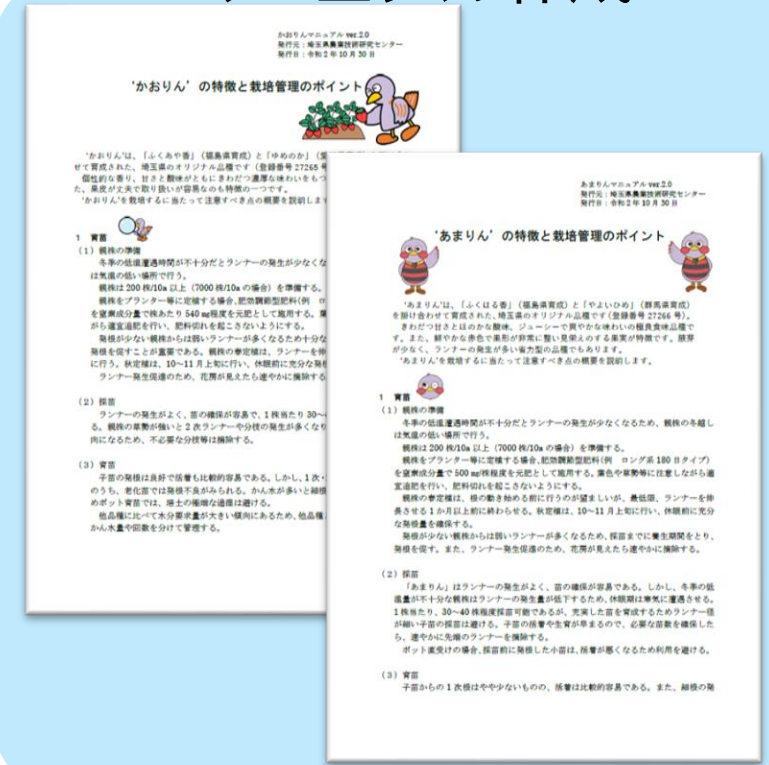 かおりんマニュアル ver.2.0
発行元:埼玉県農業技術研究センター
発行日:令和2年10月30日
‘かおりん’の特徴と栽培管理のポイント
‘かおりん’は、「ふくあや香」(福島県育成)と「ゆめのか」(愛
せて育成された、埼玉県のオリジナル品種です(登録番号 27265 号
個性的な香り、甘さと酸味がともにきわだつ濃厚な味わいをもつ
た、果皮が丈夫で取り扱いが容易なのも特徴の一つです。
‘かおりん’を栽培するに当たって注意すべき点の概要を説明しま
1 育苗
(1)親株の準備
冬季の低温遭遇時間が不十分だとランナーの発生が少なくな
は気温の低い場所で行う。
親株は 200 株/10a 以上(7000 株/10a の場合)を準備する。
親株をプランター等に定植する場合、肥効調節型肥料(例 ロ
を窒素成分量で株あたり 540 mg程度を元肥として施用する。葉
がら適宜追肥を行い、肥料切れを起こさないようにする。
発根が少ない親株からは弱いランナーが多くなるため十分な
発根を促すことが重要である。親株の春定植は、ランナーを伸
に行う。秋定植は、10~11 月上旬に行い、休眠前に充分な発根
ランナー発生促進のため、花房が見えたら速やかに摘除する
(2)採苗
ランナーの発生がよく、苗の確保が容易で、1株当たり 30~
る。親株の草勢が強いと2次ランナーや分枝の発生が多くなり
向になるため、不必要な分枝等は摘除する。
(3)育苗
子苗の発根は良好で活着も比較的容易である。しかし、1次・
のうち、老化苗では発根不良がみられる。かん水が多いと細根
めポット育苗では、培土の極端な過湿は避ける。
他品種に比べて水分要求量が大きい傾向にあるため、他品種
かん水量や回数を分けて管理する。
あまりんマニュアル ver.2.0
発行元:埼玉県農業技術研究センター
発行日:令和2年10月30日
‘あまりん’の特徴と栽培管理のポイント
‘あまりん’は、「ふくはる香」(福島県育成)と「やよいひめ」(群馬県育成)
を掛け合わせて育成された、埼玉県のオリジナル品種です(登録番号 27266 号)。
きわだつ甘さとほのかな酸味、ジューシーで爽やかな味わいの極良食味品種で
す。また、鮮やかな赤色で果形が非常に整い見栄えのする果実が特徴です。腋芽
が少なく、ランナーの発生が多い省力型の品種でもあります。
‘あまりん’を栽培するに当たって注意すべき点の概要を説明します。
1 育苗
(1)親株の準備
冬季の低温遭遇時間が不十分だとランナーの発生が少なくなるため、親株の冬越し
は気温の低い場所で行う。
親株は 200 株/10a 以上(7000 株/10a の場合)を準備する。
親株をプランター等に定植する場合、肥効調節型肥料(例 ロング系 180 日タイプ)
を窒素成分量で 500 mg/株程度を元肥として施用する。葉色や草勢等に注意しながら適
宜追肥を行い、肥料切れを起こさないようにする。
親株の春定植は、根の動き始める前に行うのが望ましいが、最低限、ランナーを伸
長させる1か月以上前に終わらせる。秋定植は、10~11 月上旬に行い、休眠前に充分
な発根量を確保する。
発根が少ない親株からは弱いランナーが多くなるため、採苗までに養生期間をとり、
発根を促す。また、ランナー発生促進のため、花房が見えたら速やかに摘除する。
(2)採苗
「あまりん」はランナーの発生がよく、苗の確保が容易である。しかし、冬季の低
温量が不十分な親株はランナーの発生量が低下するため、休眠期は寒気に遭遇させる。
1株当たり、30~40 株程度採苗可能であるが、充実した苗を育成するためランナー径
が細い子苗の採苗は避ける。子苗の活着や生育が早まるので、必要な苗数を確保した
ら、速やかに先端のランナーを摘除する。
ポット直受けの場合、採苗前に発根した小苗は、活着が悪くなるため利用を避ける。
(3)育苗
子苗からの1次根はやや少ないものの、活着は比較的容易である。また、細根の発